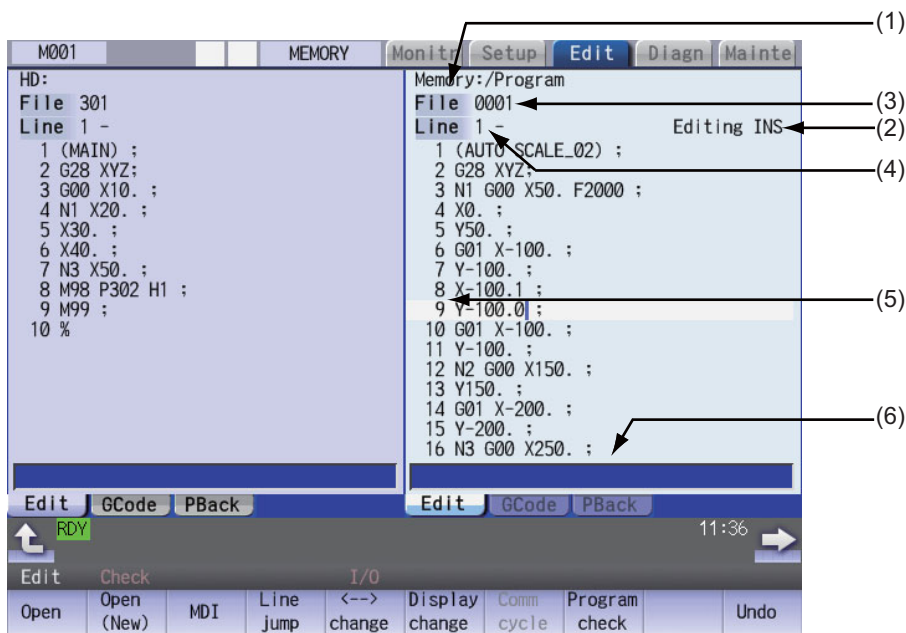 (1)
M001 MEMORY Monitr Setup Edit Diagn Mainte
HD:
File 301
Line 1 -
1 (MAIN) ;
2 G28 XYZ;
3 G00 X10. ;
4 N1 X20. ;
5 X30. ;
6 X40. ;
7 N3 X50. ;
8 M98 P302 H1 ;
9 M99 ;
10 %
Memory:/Program
File 0001
(3)
Line 1 -
Editing INS
(2)
(4)
1 (AUTO SCALE_02) ;
2 G28 XYZ;
3 N1 G00 X50. F2000 ;
4 X0. ;
5 Y50. ;
6 G01 X-100. ;
7 Y-100. ;
8 X-100.1 ;
9 Y-100.0 ;
(5)
10 G01 X-100. ;
11 Y-100. ;
12 N2 G00 X150. ;
13 Y150. ;
14 G01 X-200. ;
15 Y-200. ;
16 N3 G00 X250. ;
(6)
Edit GCode PBack
Edit GCode PBack
RDY
11:36
Edit Check I/O
Open
Open (New)
MDI
Line jump
<--> change
Display change
Comm cycle
Program check
Undo